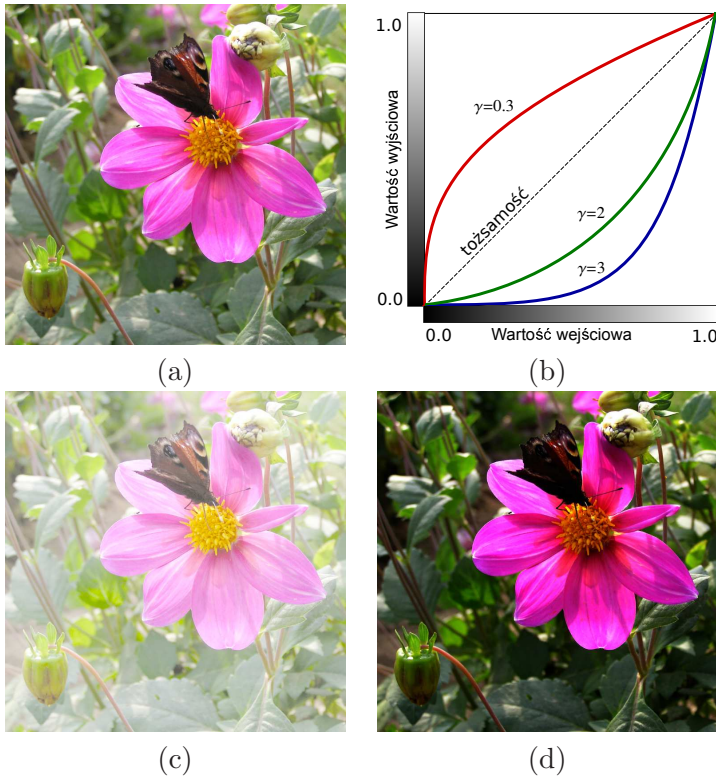 1.0
γ=0.3
Wartość wyjściowa
tożsamość
γ=2
γ=3
0.0
0.0
Wartość wejściowa
1.0
(a)
(b)
(c)
(d)